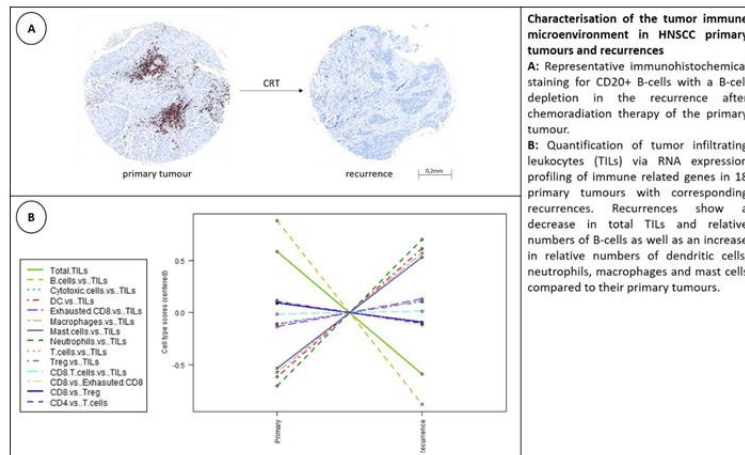 A
CRT
primary tumour
recurrence
0,2mm
B
Cell type scores (centered)
0.5
0.0
-0.5
Primary
Recurrence
Total.TILs
B.cells.vs..TILs
Cytotoxic.cells.vs..TILs
DC.vs..TILs
Exhausted.CD8.vs..TILs
Macrophages.vs..TILs
Mast.cells.vs..TILs
Neutrophils.vs..TILs
T.cells.vs..TILs
Treg.vs..TILs
CD8.T.cells.vs..TILs
CD8.vs..Exhasuted.CD8
CD8.vs..Treg
CD4.vs..T.cells
Characterisation of the tumor immune
microenvironment in HNSCC primary
tumours and recurrences
A: Representative immunohistochemical
staining for CD20+ B-cells with a B-cell
depletion in the recurrence after
chemoradiation therapy of the primary
tumour.
B: Quantification of tumor infiltrating
leukocytes (TILs) via RNA expression
profiling of immune related genes in 18
primary tumours with corresponding
recurrences. Recurrences show a
decrease in total TILs and relative
numbers of B-cells as well as an increase
in relative numbers of dendritic cells,
neutrophils, macrophages and mast cells
compared to their primary tumours.